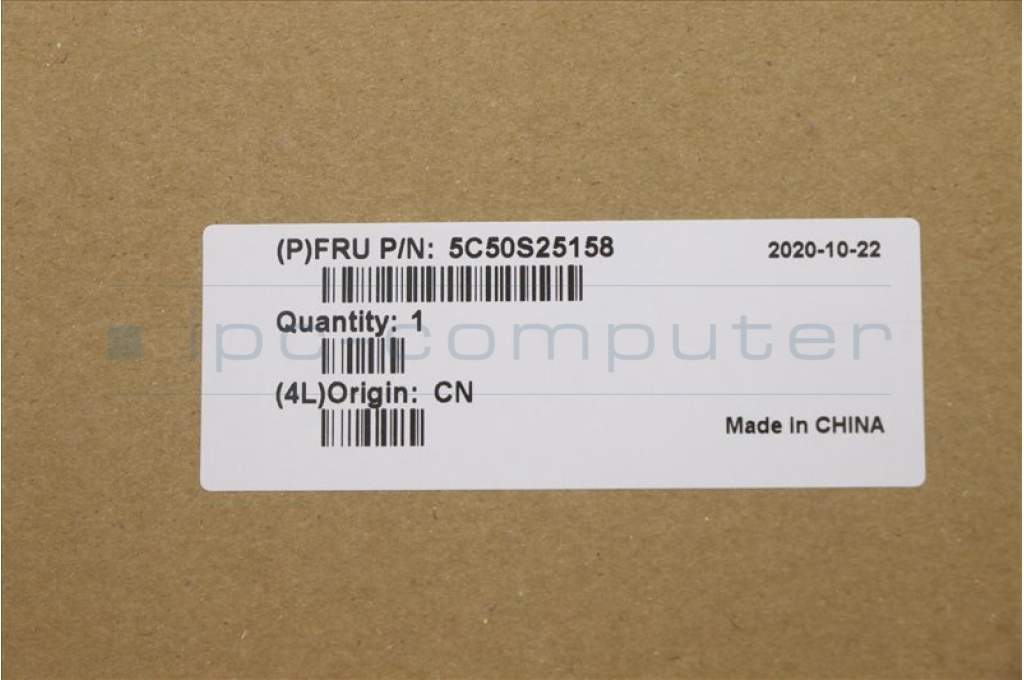 (P)FRU P/N: 5C50S25158
2020-10-22
Quantity: 1
ipc computer
(4L)Origin: CN
Made in CHINA